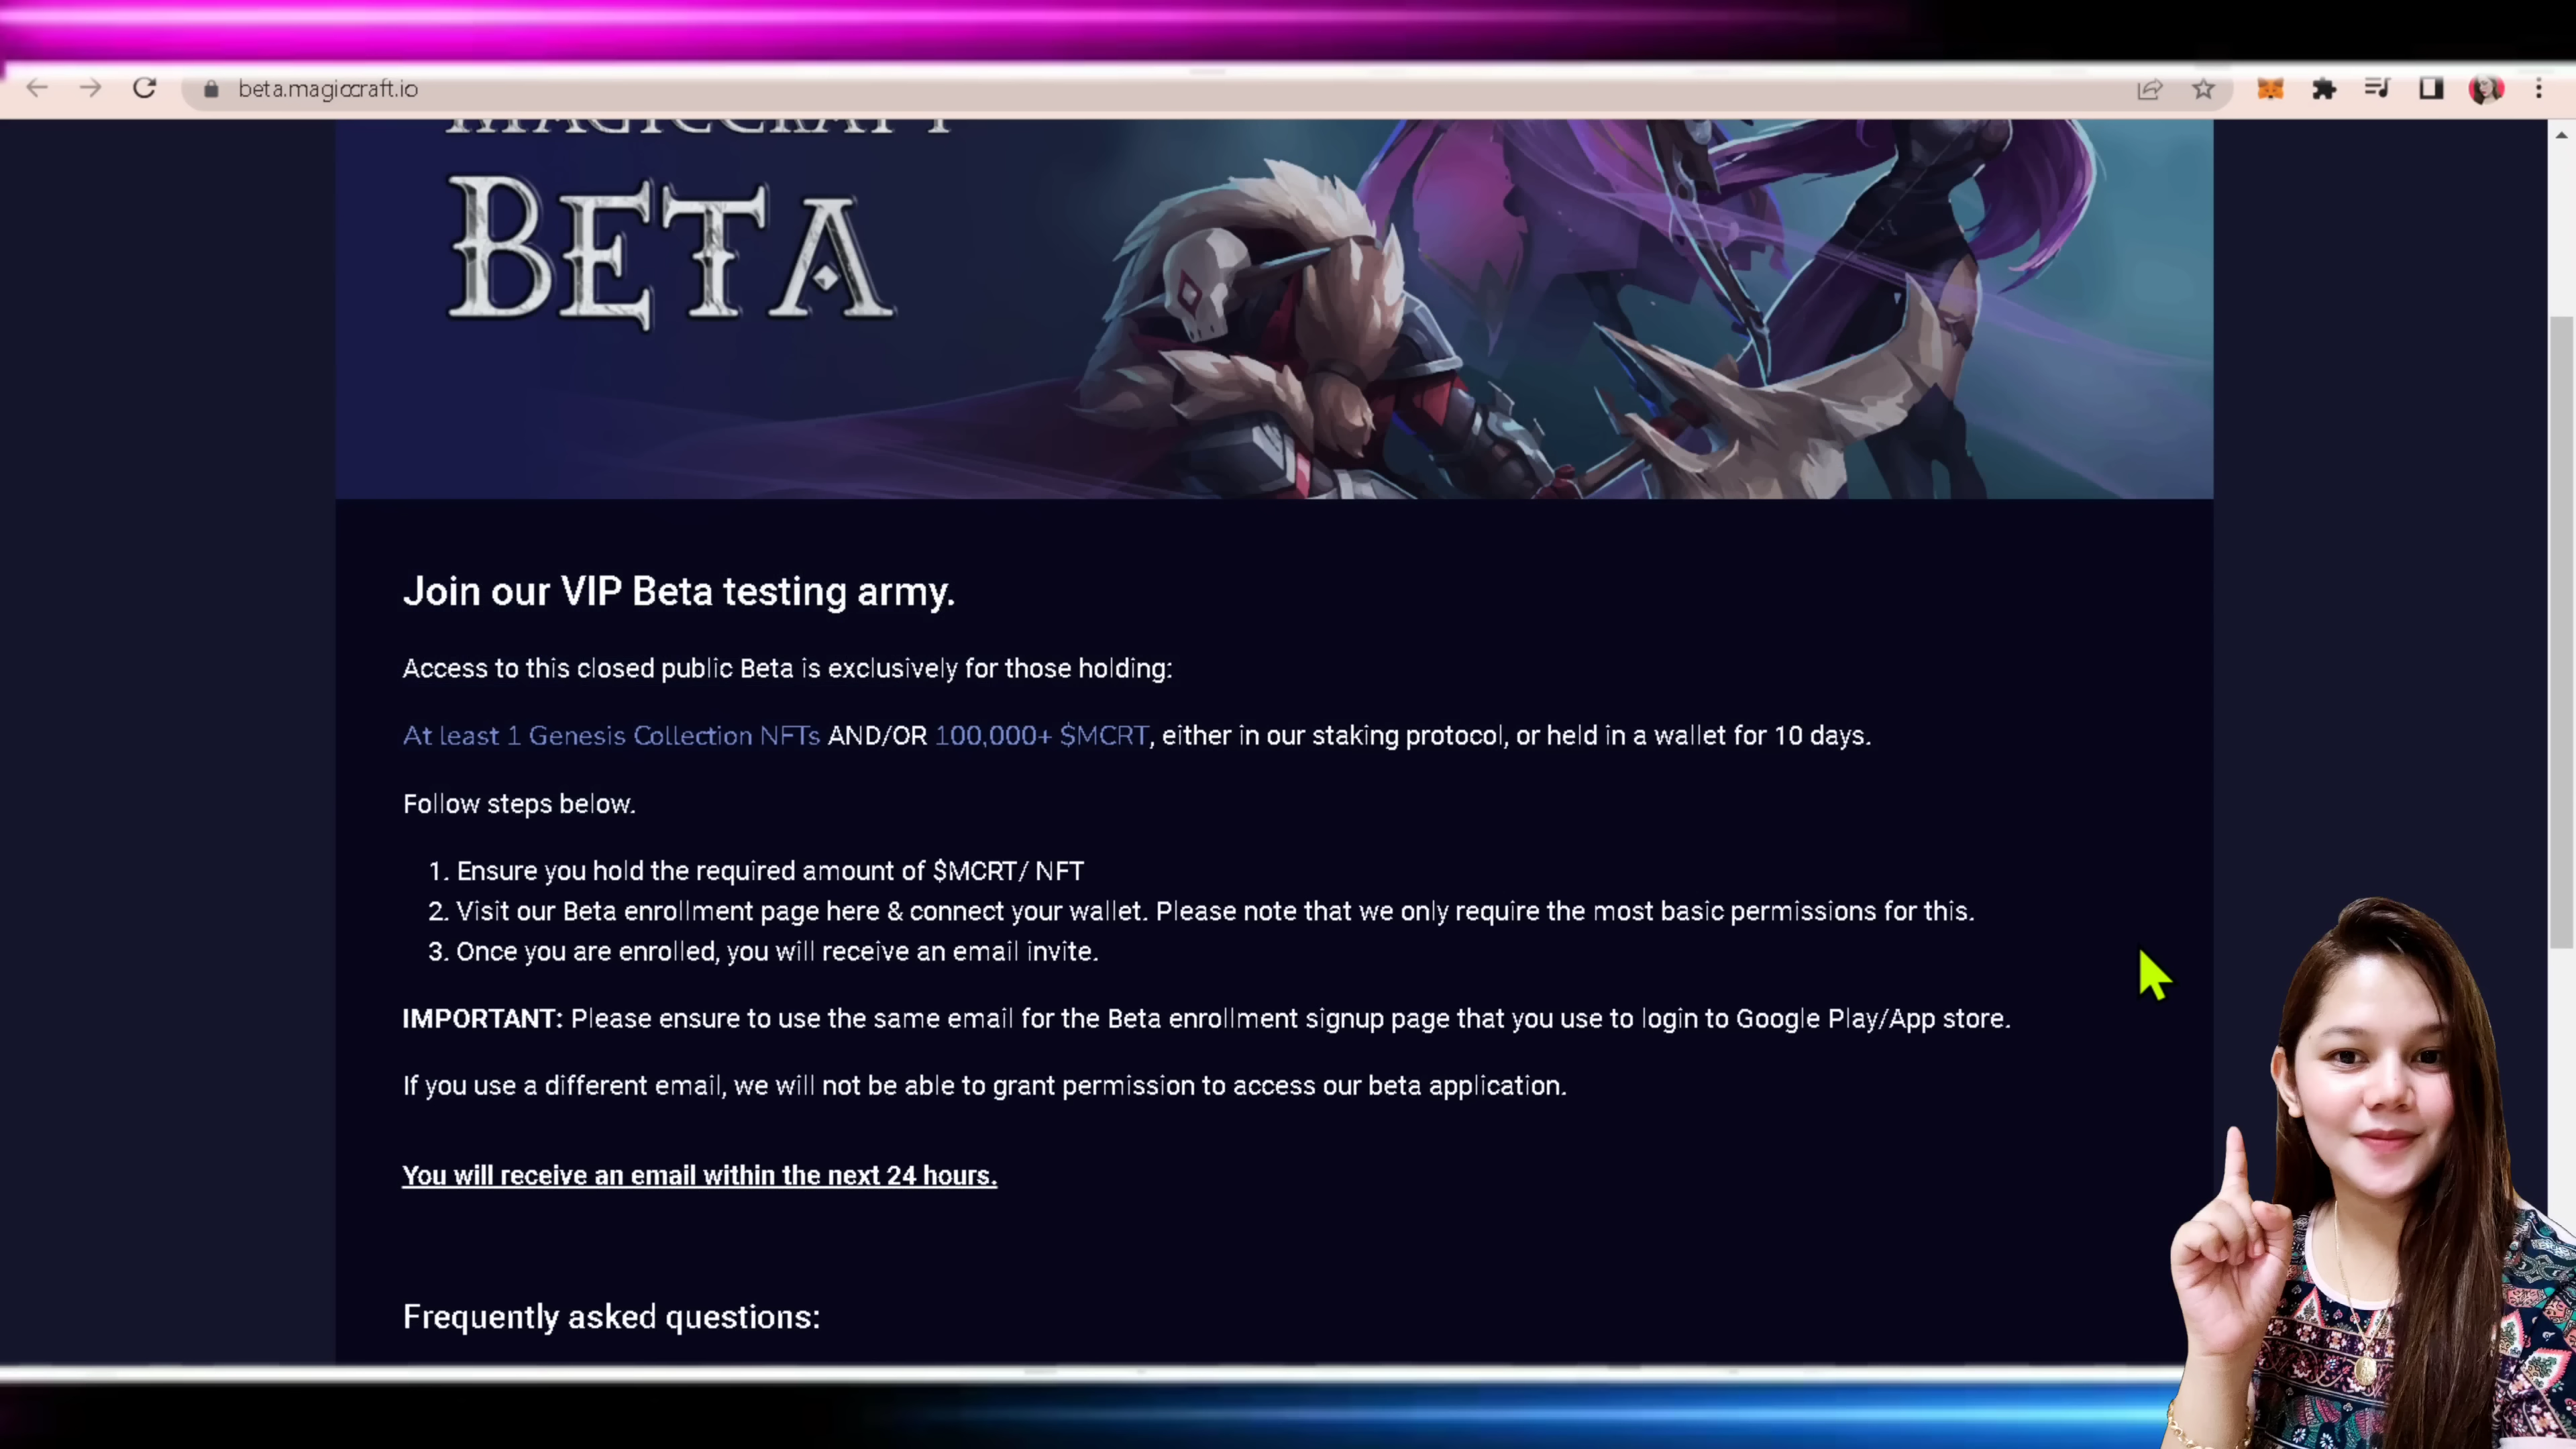 beta.magiccraft.io
MAGICCRAFT
BETA
Join our VIP Beta testing army.
Access to this closed public Beta is exclusively for those holding:
At least 1 Genesis Collection NFTs AND/OR 100,000+ $MCRT, either in our staking protocol, or held in a wallet for 10 days.
Follow steps below.
1. Ensure you hold the required amount of $MCRT/ NFT
2. Visit our Beta enrollment page here & connect your wallet. Please note that we only require the most basic permissions for this.
3. Once you are enrolled, you will receive an email invite.
IMPORTANT: Please ensure to use the same email for the Beta enrollment signup page that you use to login to Google Play/App store.
If you use a different email, we will not be able to grant permission to access our beta application.
You will receive an email within the next 24 hours.
Frequently asked questions: